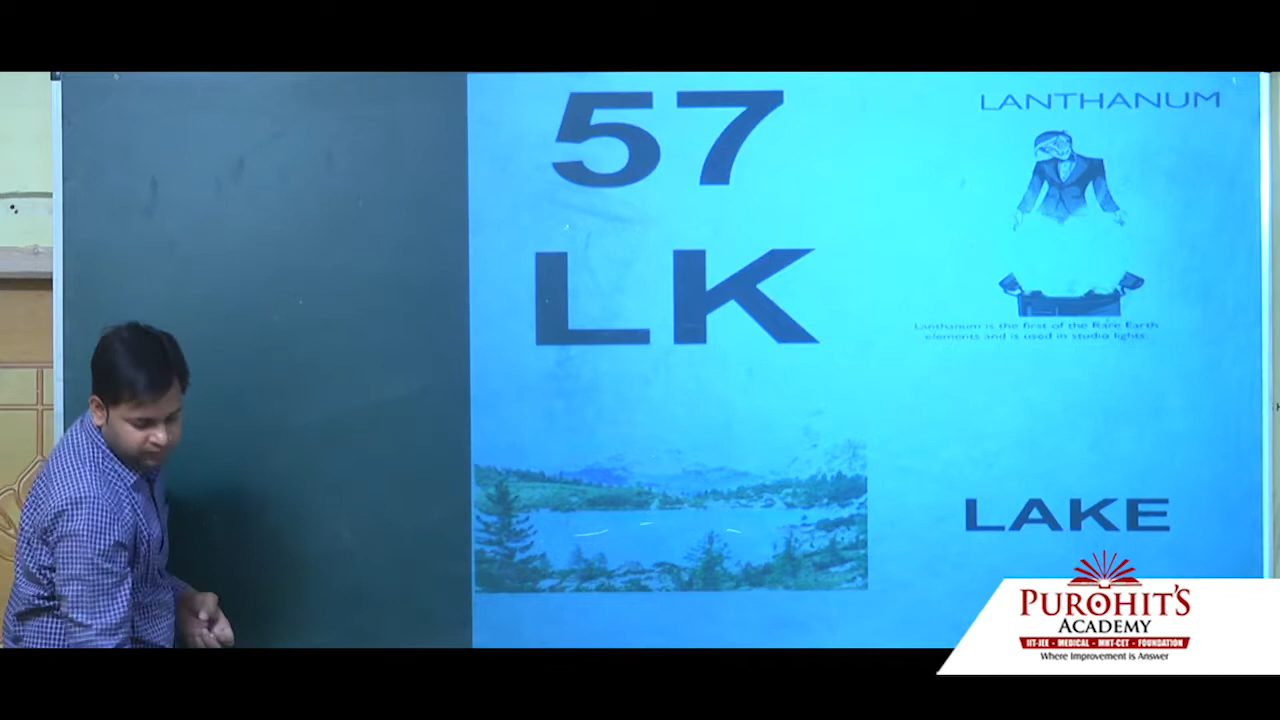 57
LANTHANUM
LK
Lanthanum is the first of the Rare Earth
elements and is used in studio lights.
LAKE
PUROHIT'S
ACADEMY
IIT-JEE - MEDICAL - MHT-CET - FOUNDATION
Where Improvement is Answer